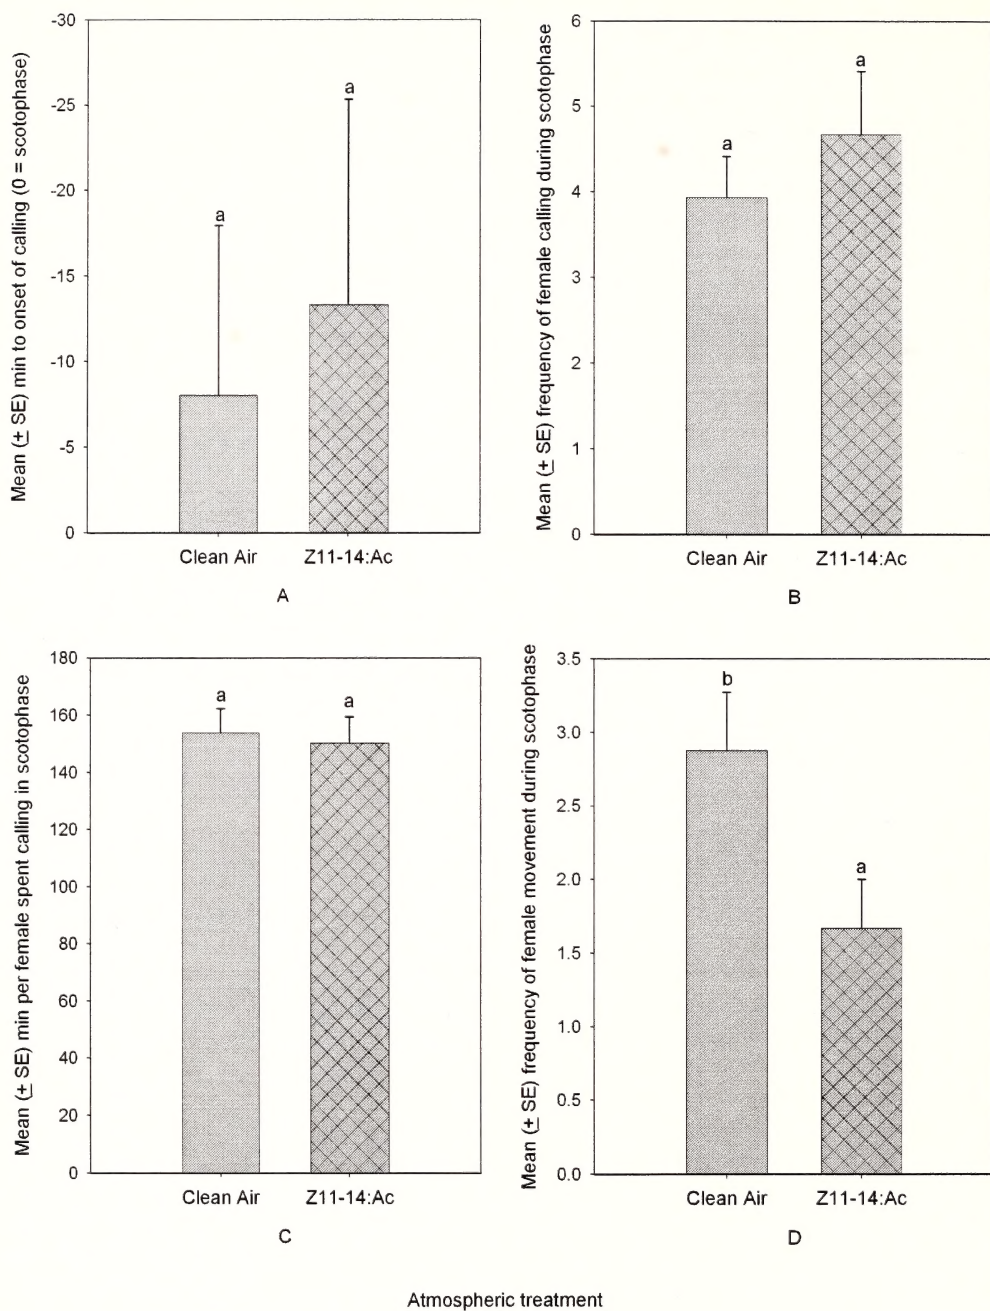 Mean (± SE) min to onset of calling (0 = scotophase)
-30
-25
-20
-15
-10
-5
0
a
a
Clean Air Z11-14:Ac
A
Mean (± SE) frequency of female calling during scotophase
6
5
4
3
2
1
0
a
a
Clean Air Z11-14:Ac
B
Mean (± SE) min per female spent calling in scotophase
180
160
140
120
100
80
60
40
20
0
a a
Clean Air Z11-14:Ac
C
Mean (± SE) frequency of female movement during scotophase
3.5
3.0
2.5
2.0
1.5
1.0
0.5
0.0
b
a
Clean Air Z11-14:Ac
D
Atmospheric treatment